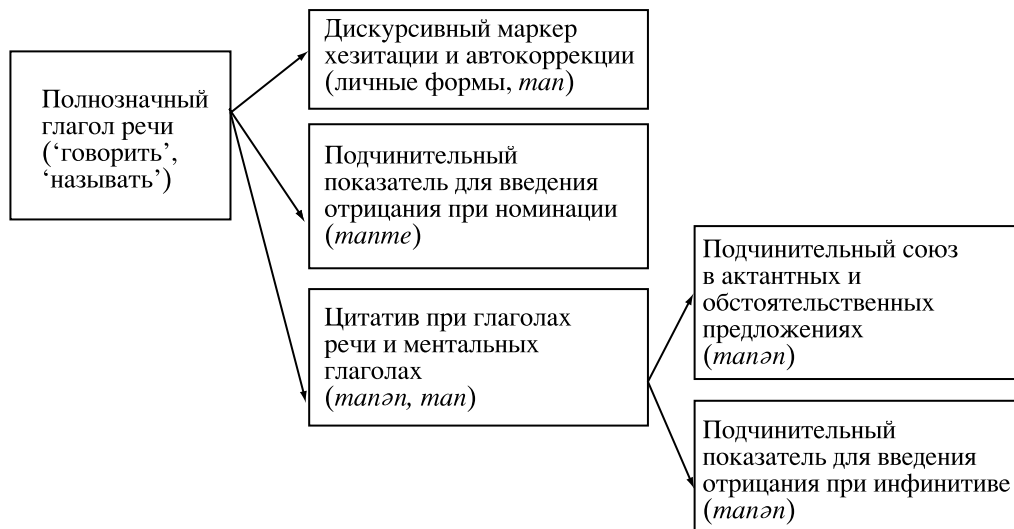 Полнозначный
глагол речи
(‘говорить’,
‘называть’)
Дискурсивный маркер
хезитации и автокоррекции
(личные формы, man)
Подчинительный
показатель для введения
отрицания при номинации
(manme)
Цитатив при глаголах
речи и ментальных
глаголах
(manən, man)
Подчинительный союз
в актантных и
обстоятельственных
предложениях
(manən)
Подчинительный
показатель для введения
отрицания при инфинитиве
(manən)